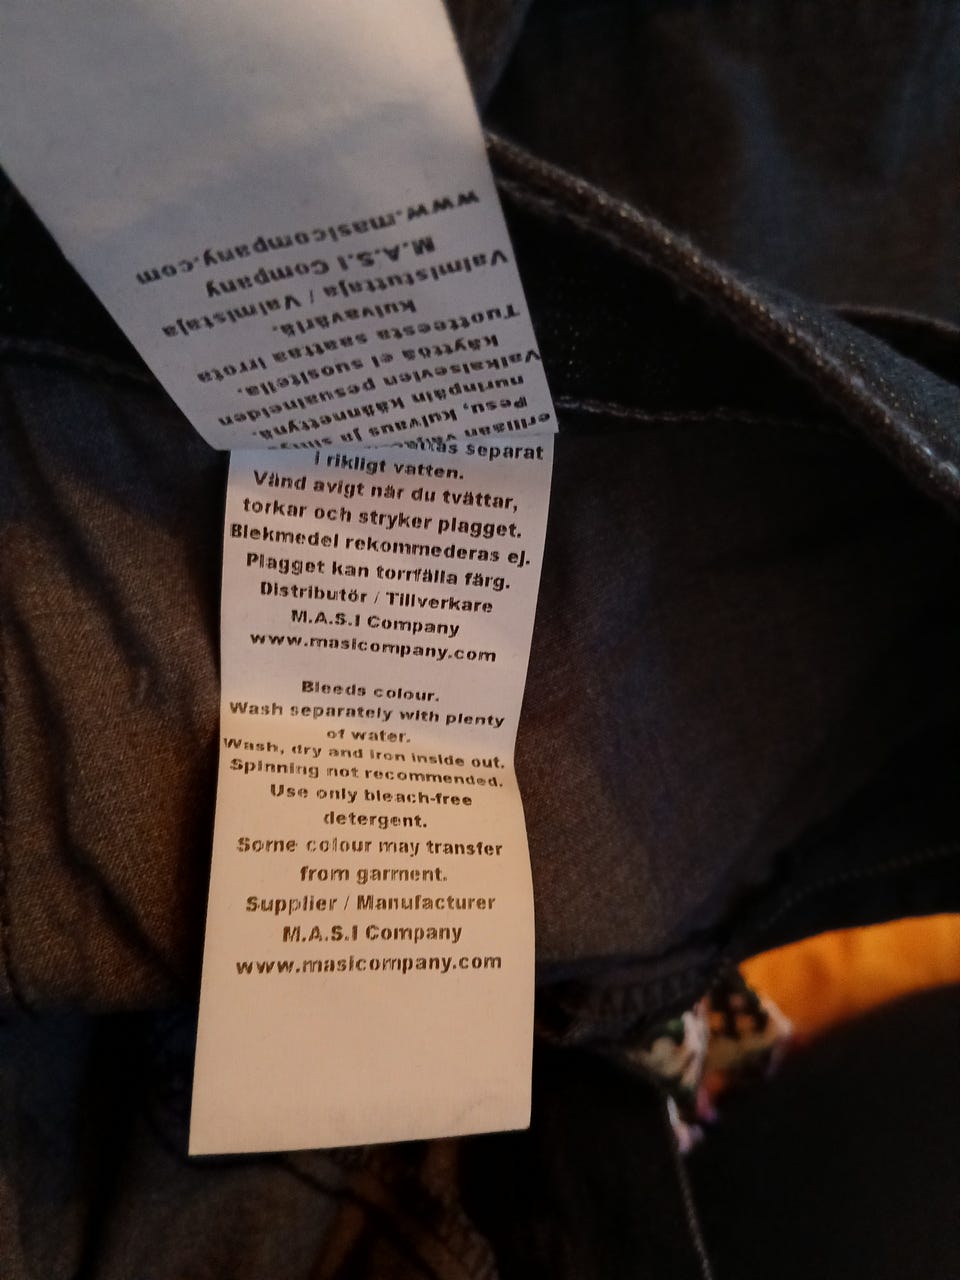 www.masicompany.com
M.A.S.I Company
Valmistuttaja / Valmistaja
kulvaväriä.
Tuotteesta saattaa irrota
käyttöä ei suositella.
Valkaisevien pesuaineiden
nurinpäin käännettynä.
Pesu, kuivaus ja
erillään
separat
i rikligt vatten.
Vänd avigt när du tvättar,
torkar och stryker plagget.
Blekmedel rekommederas ej.
Plagget kan torrfälla färg.
Distributör / Tillverkare
M.A.S.I Company
www.masicompany.com
Bleeds colour.
Wash separately with plenty
of water.
Wash, dry and iron inside out.
Spinning not recommended.
Use only bleach-free
detergent.
Some colour may transfer
from garment.
Supplier / Manufacturer
M.A.S.I Company
www.masicompany.com